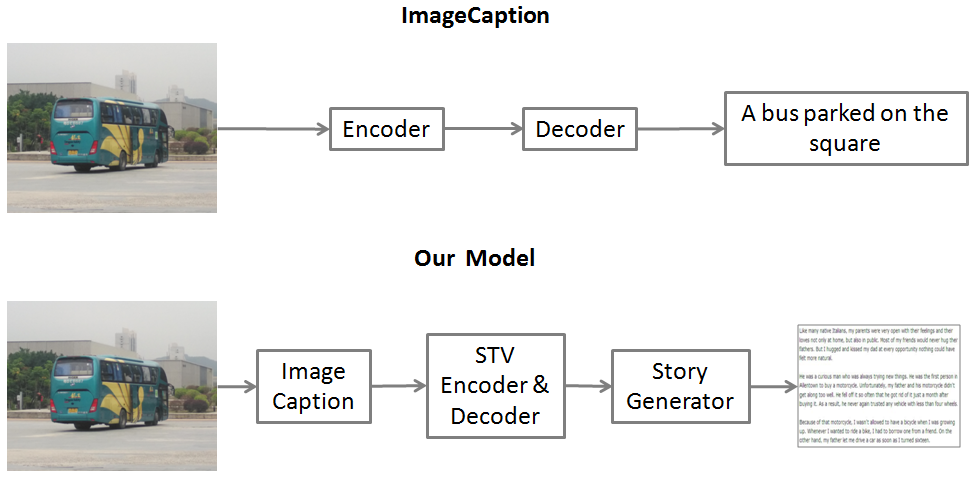 ImageCaption
Encoder
Decoder
A bus parked on the
square
Our Model
Image
Caption
STV
Encoder &
Decoder
Story
Generator
Like many native Italians, my parents were very open with their feelings and their
loves not only at home, but also in public. Most of my friends would never hug their
fathers. But I hugged and kissed my dad at every opportunity nothing could have
felt more natural.
He was a curious man who was always trying new things. He was the first person in
Allentown to buy a motorcycle. Unfortunately, my father and his motorcycle didn't
get along too well. He fell off it so often that he got rid of it just a month after
buying it. As a result, he never again trusted any vehicle with less than four wheels.
Because of that motorcycle, I wasn't allowed to have a bicycle when I was growing
up. Whenever I wanted to ride a bike, I had to borrow one from a friend. On the
other hand, my father let me drive a car as soon as I turned sixteen.